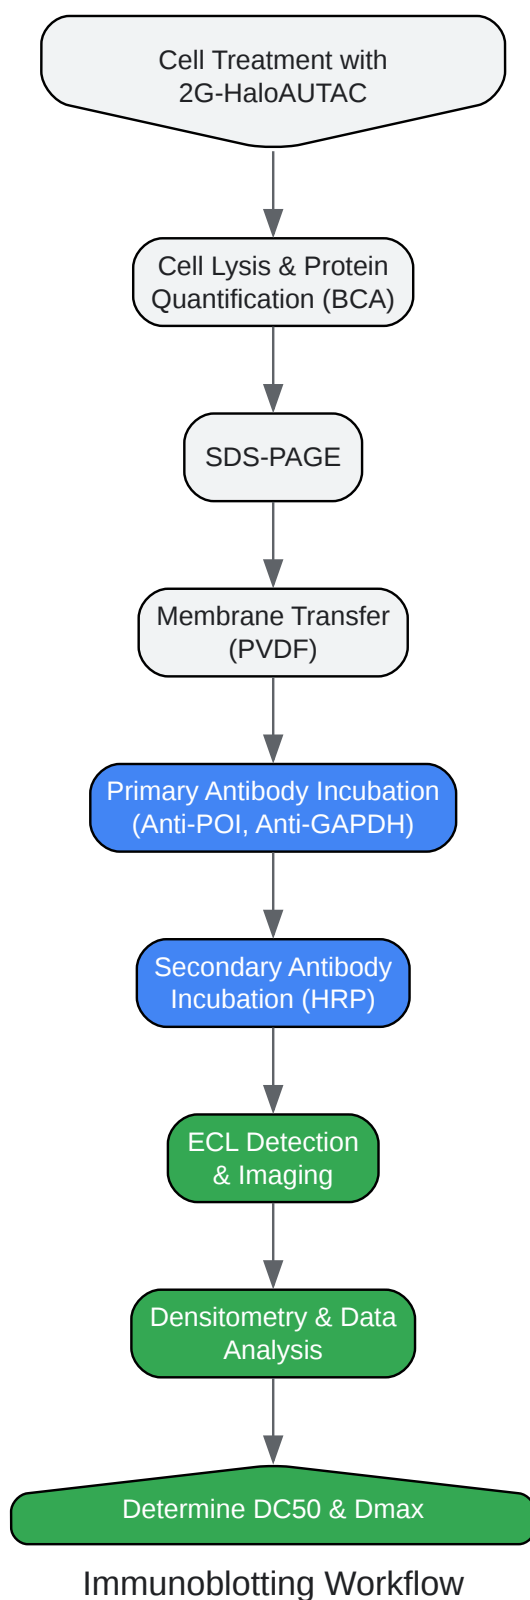 Cell Treatment with
2G-HaloAUTAC
Cell Lysis & Protein
Quantification (BCA)
SDS-PAGE
Membrane Transfer
(PVDF)
Primary Antibody Incubation
(Anti-POI, Anti-GAPDH)
Secondary Antibody
Incubation (HRP)
ECL Detection
& Imaging
Densitometry & Data
Analysis
Determine DC50 & Dmax
Immunoblotting Workflow